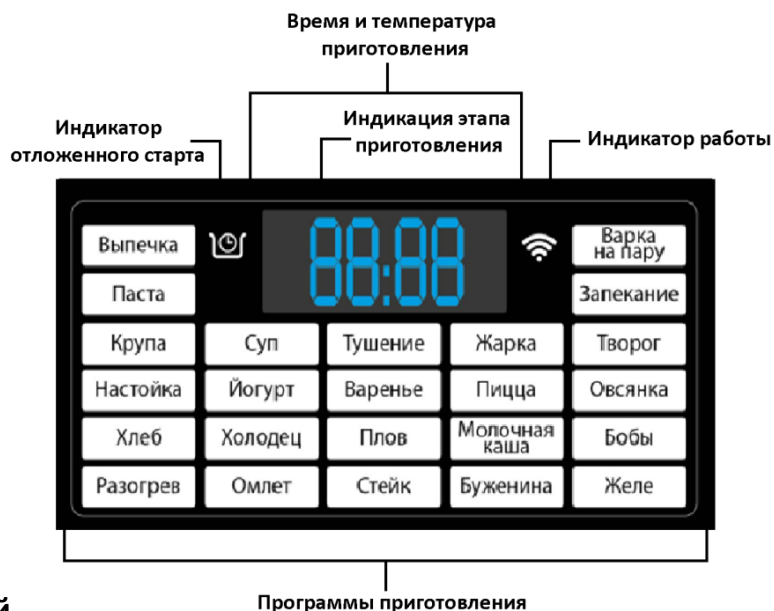 Время и температура
приготовления
Индикатор
отложенного старта
Индикация этапа
приготовления
Индикатор работы
Выпечка
88:88
Варка
на пару
Паста
Запекание
Крупа
Суп
Тушение
Жарка
Творог
Настойка
Йогурт
Варенье
Пицца
Овсянка
Хлеб
Холодец
Плов
Молочная
каша
Бобы
Разогрев
Омлет
Стейк
Буженина
Желе
Программы приготовления